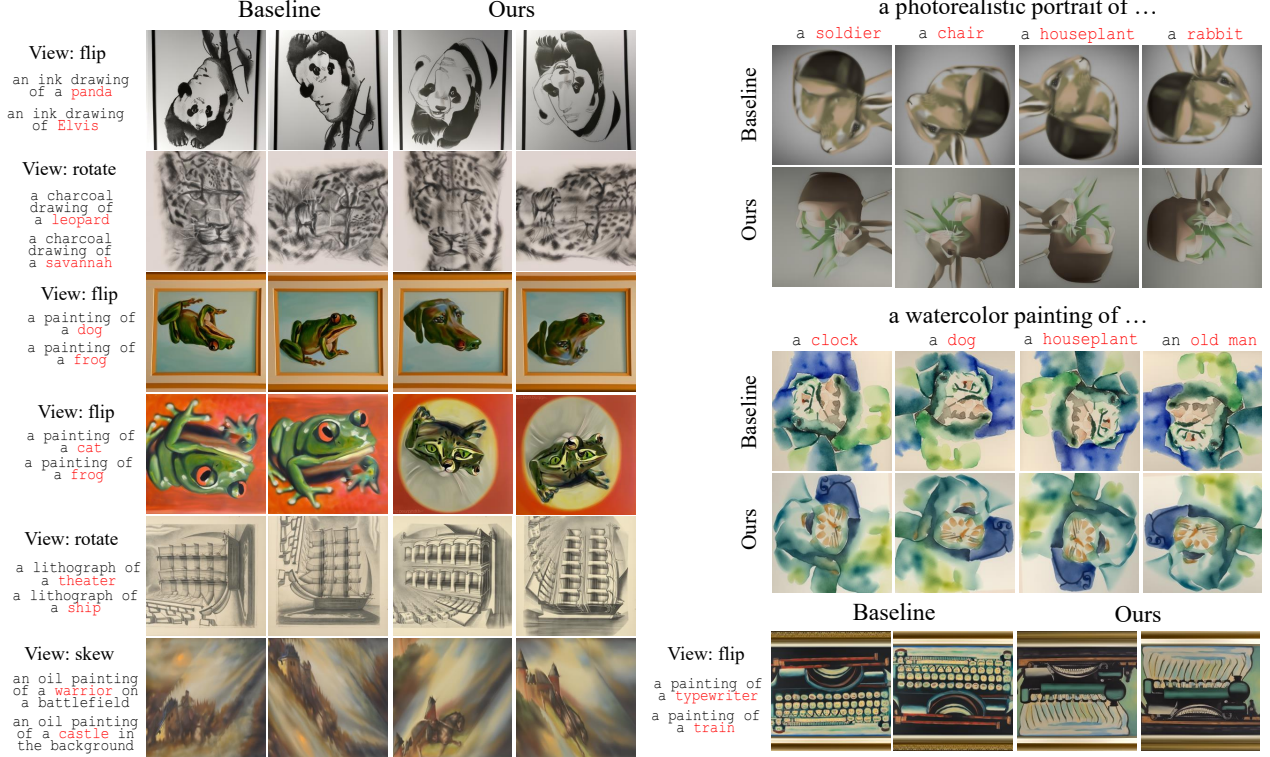 Baseline
Ours
View: flip
an ink drawing
of a panda
an ink drawing
of Elvis
View: rotate
a charcoal
drawing of
a leopard
a charcoal
drawing of
a savannah
View: flip
a painting of
a dog
a painting of
a frog
View: flip
a painting of
a cat
a painting of
a frog
View: rotate
a lithograph of
a theater
a lithograph of
a ship
View: skew
an oil painting
of a warrior on
a battlefield
an oil painting
of a castle in
the background
a photorealistic portrait of ...
a soldier
a chair
a houseplant
a rabbit
Baseline
Ours
a watercolor painting of ...
a clock
a dog
a houseplant
an old man
Baseline
Ours
Baseline
Ours
View: flip
a painting of
a typewriter
a painting of
a train